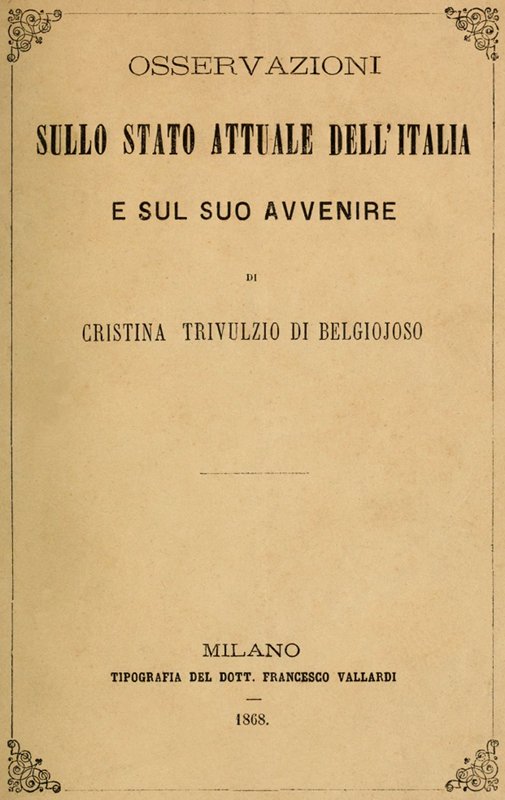 OSSERVAZIONI
SULLO STATO ATTUALE DELL'ITALIA
E SUL SUO AVVENIRE
DI
CRISTINA TRIVULZIO DI BELGIOJOSO
MILANO
TIPOGRAFIA DEL DOTT. FRANCESCO VALLARDI
1868.